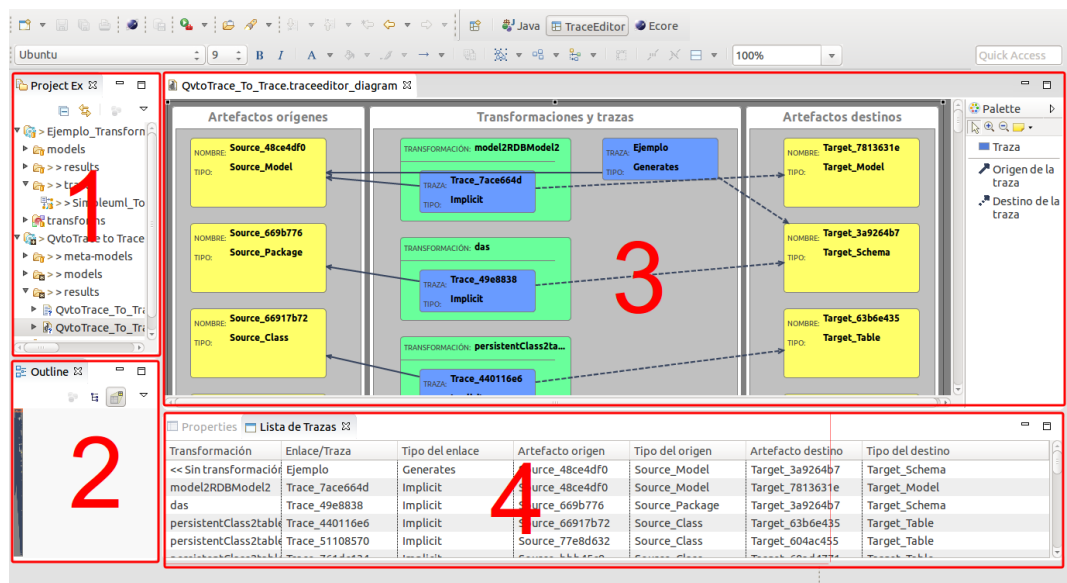 Java TraceEditor Ecore
Ubuntu 9 B I A 100% Quick Access
Project Ex
> Ejemplo_Transform
models
> > results
> > tra
> > Simpleuml_To
transforms
> QvtoTrace to Trace
> > meta-models
> > models
> > results
QvtoTrace_To_Tra
QvtoTrace_To_Tra
1
Outline
2
QvtoTrace_To_Trace.traceeditor_diagram
Artefactos orígenes
NOMBRE: Source_48ce4df0
TIPO: Source_Model
NOMBRE: Source_669b776
TIPO: Source_Package
NOMBRE: Source_66917b72
TIPO: Source_Class
Transformaciones y trazas
TRANSFORMACIÓN: model2RDBModel2
TRAZA: Trace_7ace664d
TIPO: Implicit
TRAZA: Ejemplo
TIPO: Generates
TRANSFORMACIÓN: das
TRAZA: Trace_49e8838
TIPO: Implicit
TRANSFORMACIÓN: persistentClass2ta...
TRAZA: Trace_440116e6
Implicit
3
Artefactos destinos
NOMBRE: Target_7813631e
TIPO: Target_Model
NOMBRE: Target_3a9264b7
TIPO: Target_Schema
NOMBRE: Target_63b6e435
TIPO: Target_Table
Palette
Traza
Origen de la
traza
Destino de la
traza
Properties Lista de Trazas
Transformación Enlace/Traza Tipo del enlace Artefacto origen Tipo del origen Artefacto destino Tipo del destino
<< Sin transformación Ejemplo Generates Source_48ce4df0 Source_Model Target_3a9264b7 Target_Schema
model2RDBModel2 Trace_7ace664d Implicit Source_48ce4df0 Source_Model Target_7813631e Target_Model
das Trace_49e8838 Implicit Source_669b776 Source_Package Target_3a9264b7 Target_Schema
persistentClass2table Trace_440116e6 Implicit Source_66917b72 Source_Class Target_63b6e435 Target_Table
persistentClass2table Trace_51108570 Implicit Source_77e8d632 Source_Class Target_604ac455 Target_Table
4